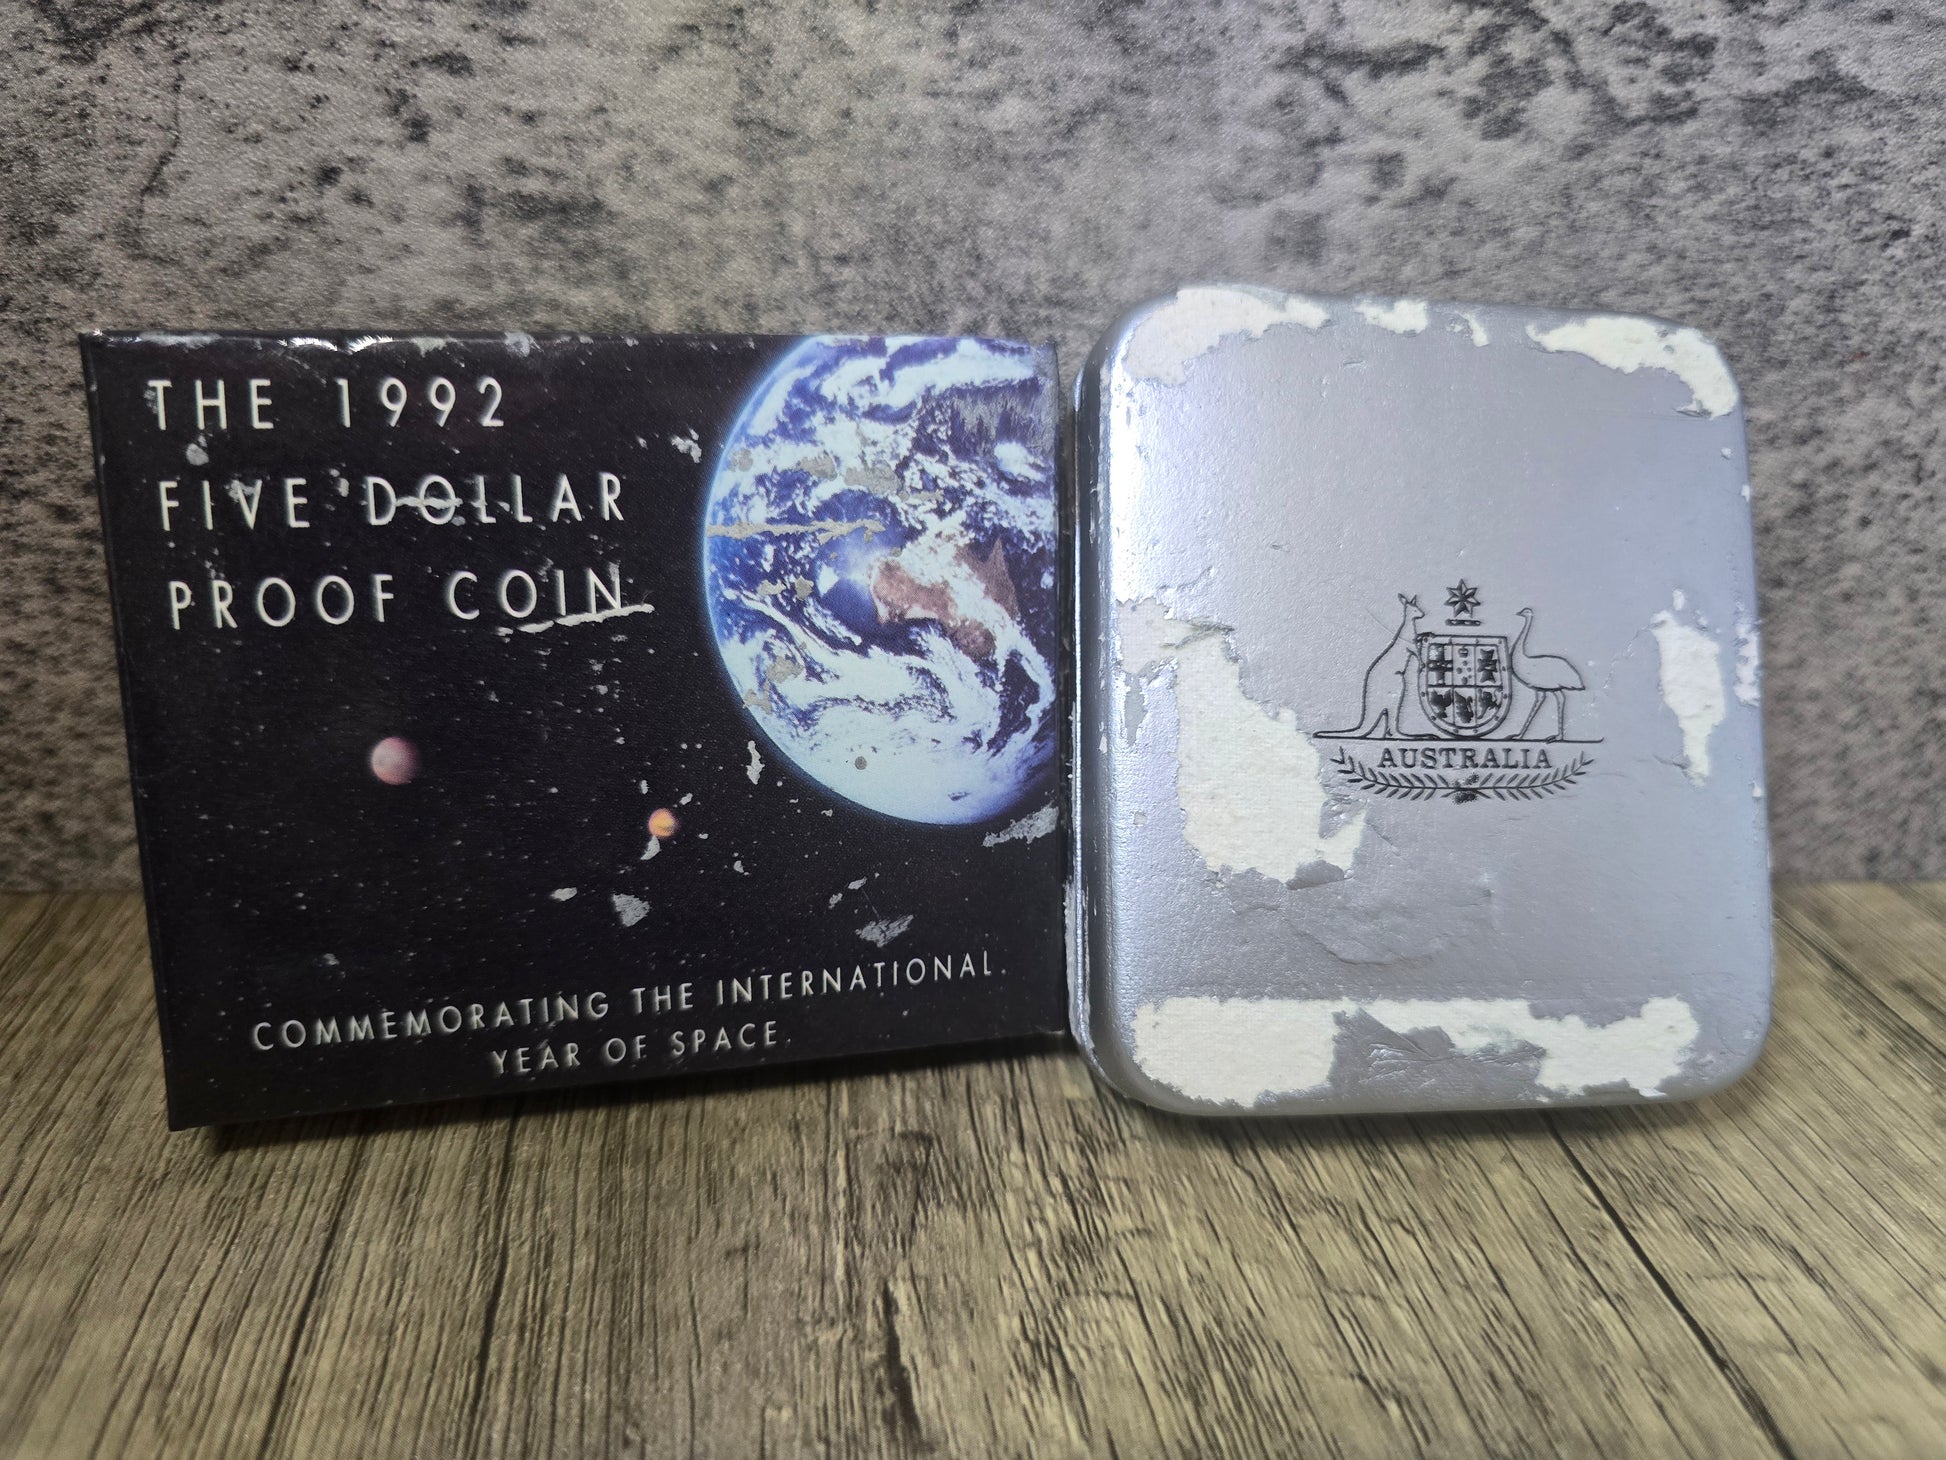 THE 1992
FIVE DOLLAR
PROOF COIN
COMMEMORATING THE INTERNATIONAL
YEAR OF SPACE.
AUSTRALIA